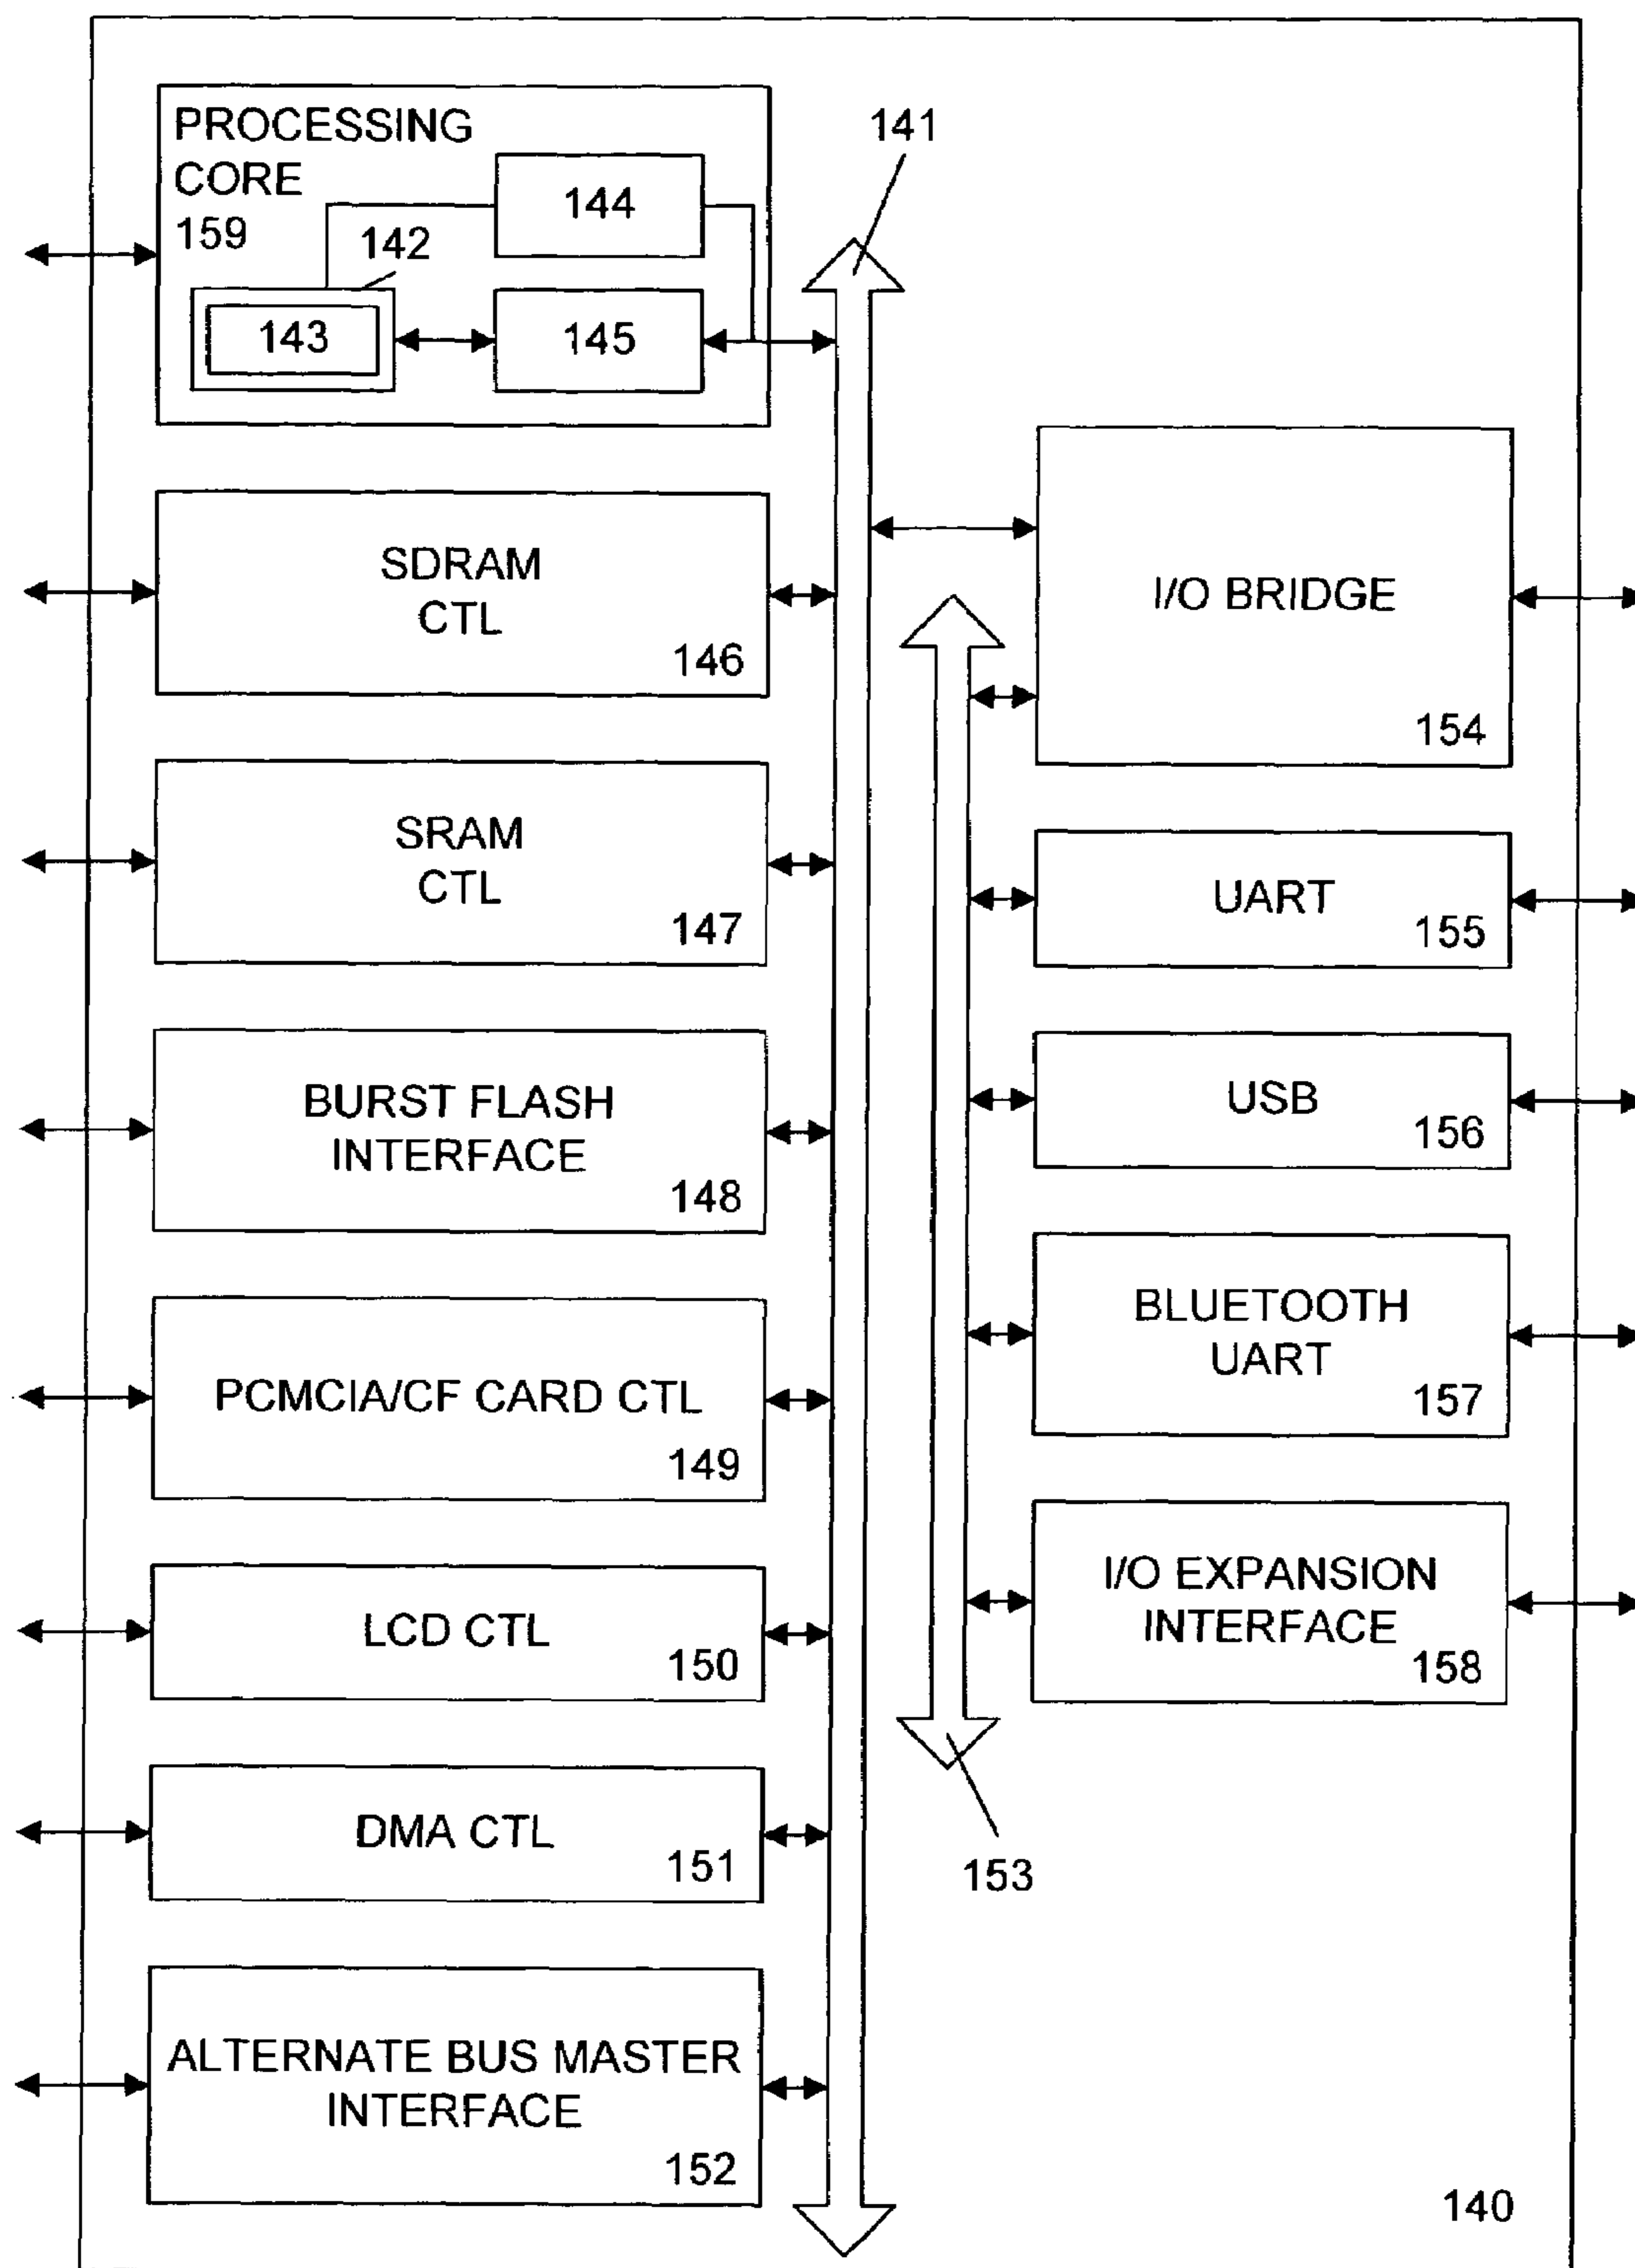 PROCESSING
CORE
159
142
143
144
145
141
SDRAM
CTL
146
SRAM
CTL
147
BURST FLASH
INTERFACE
148
PCMCIA/CF CARD CTL
149
LCD CTL
150
DMA CTL
151
ALTERNATE BUS MASTER
INTERFACE
152
I/O BRIDGE
154
UART
155
USB
156
BLUETOOTH
UART
157
I/O EXPANSION
INTERFACE
158
153
140